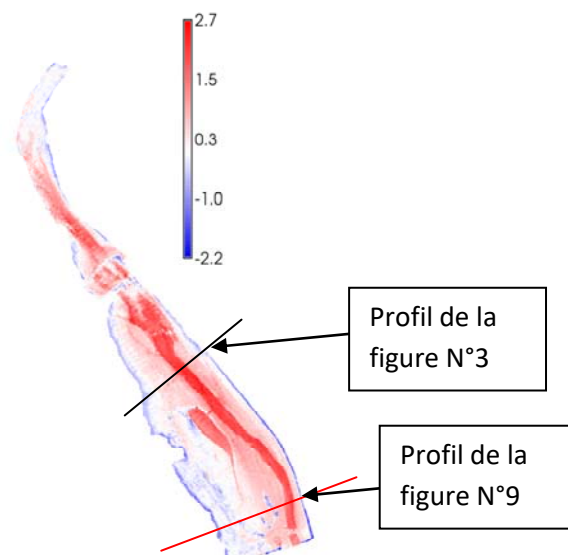 2.7
1.5
0.3
-1.0
-2.2
Profil de la
figure N°3
Profil de la
figure N°9